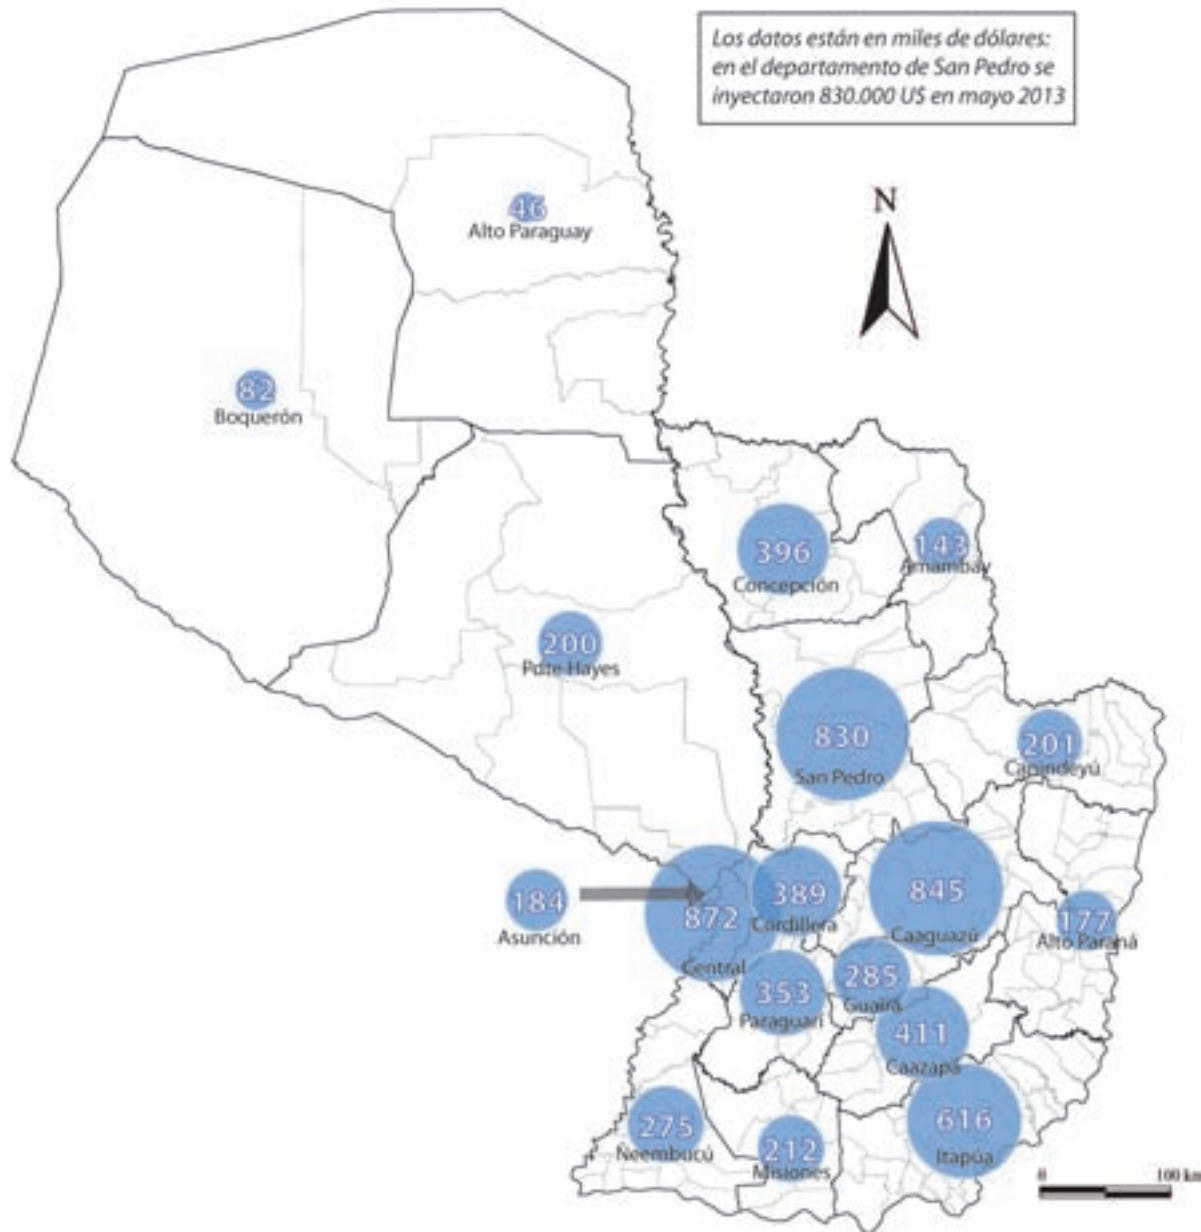 Los datos están en miles de dólares:
en el departamento de San Pedro se
inyectaron 830.000 U$ en mayo 2013
N
46
Alto Paraguay
82
Boquerón
396
Concepción
143
Amambay
200
Pdte Hayes
830
San Pedro
201
Canindeyú
184
Asunción
872
Central
389
Cordillera
845
Caaguazú
177
Alto Paraná
353
Paraguarí
285
Guairá
411
Caazapá
275
Ñeembucú
212
Misiones
616
Itapúa
0 100 km